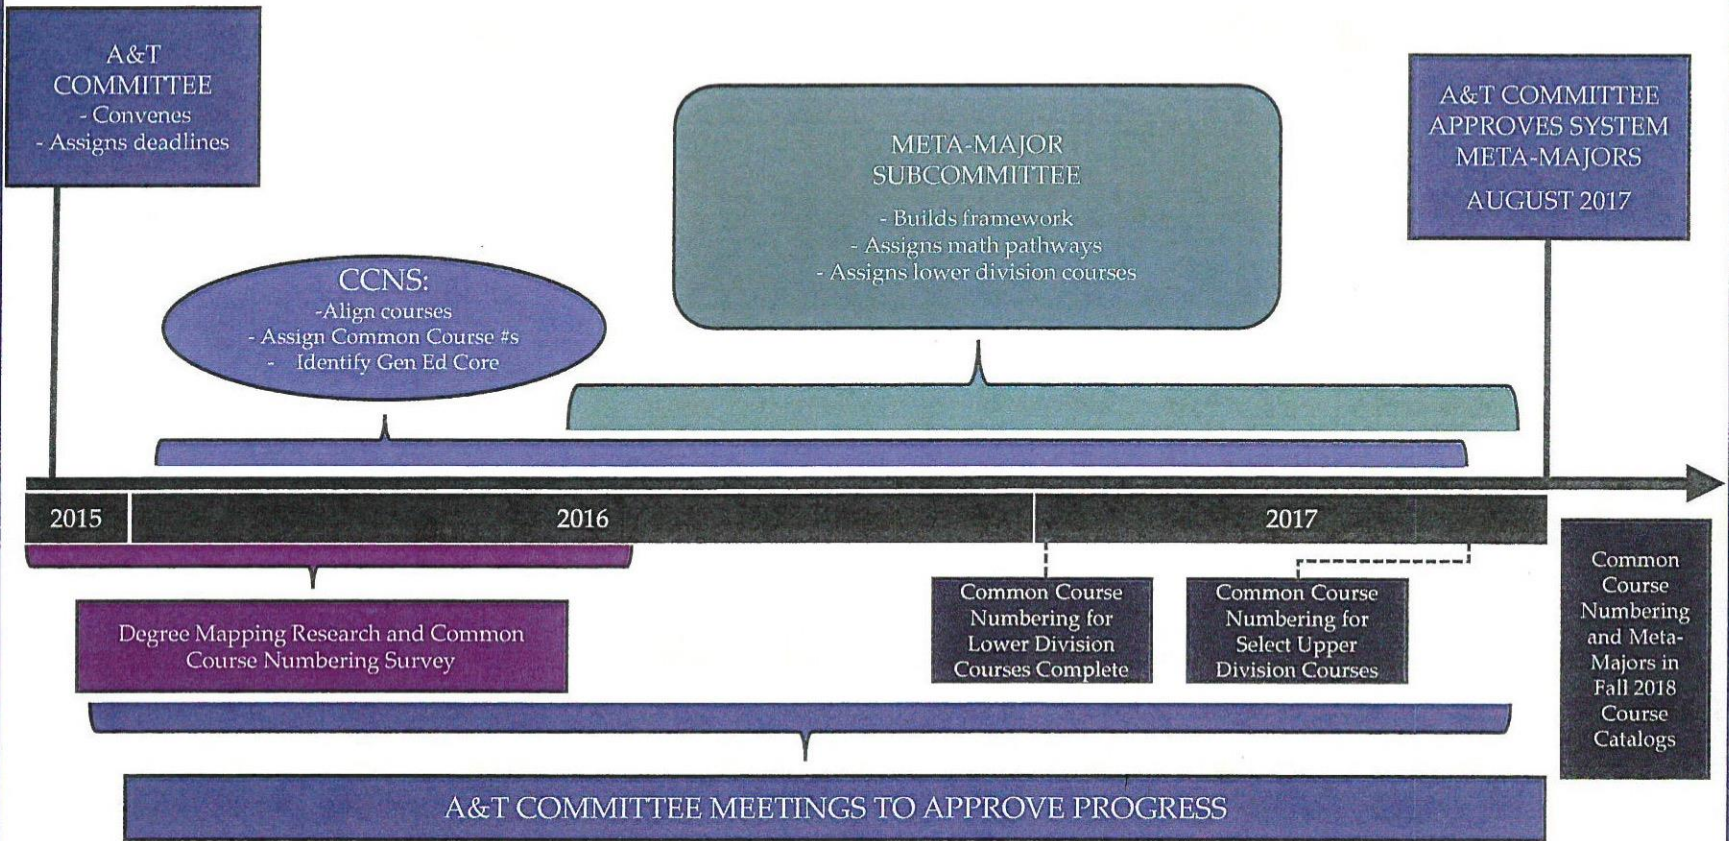 A&T
COMMITTEE
- Convenes
- Assigns deadlines
META-MAJOR
SUBCOMMITTEE
- Builds framework
- Assigns math pathways
- Assigns lower division courses
A&T COMMITTEE
APPROVES SYSTEM
META-MAJORS
AUGUST 2017
CCNS:
-Align courses
- Assign Common Course #s
- Identify Gen Ed Core
2015
2016
2017
Degree Mapping Research and Common
Course Numbering Survey
Common Course
Numbering for
Lower Division
Courses Complete
Common Course
Numbering for
Select Upper
Division Courses
Common
Course
Numbering
and Meta-
Majors in
Fall 2018
Course
Catalogs
A&T COMMITTEE MEETINGS TO APPROVE PROGRESS